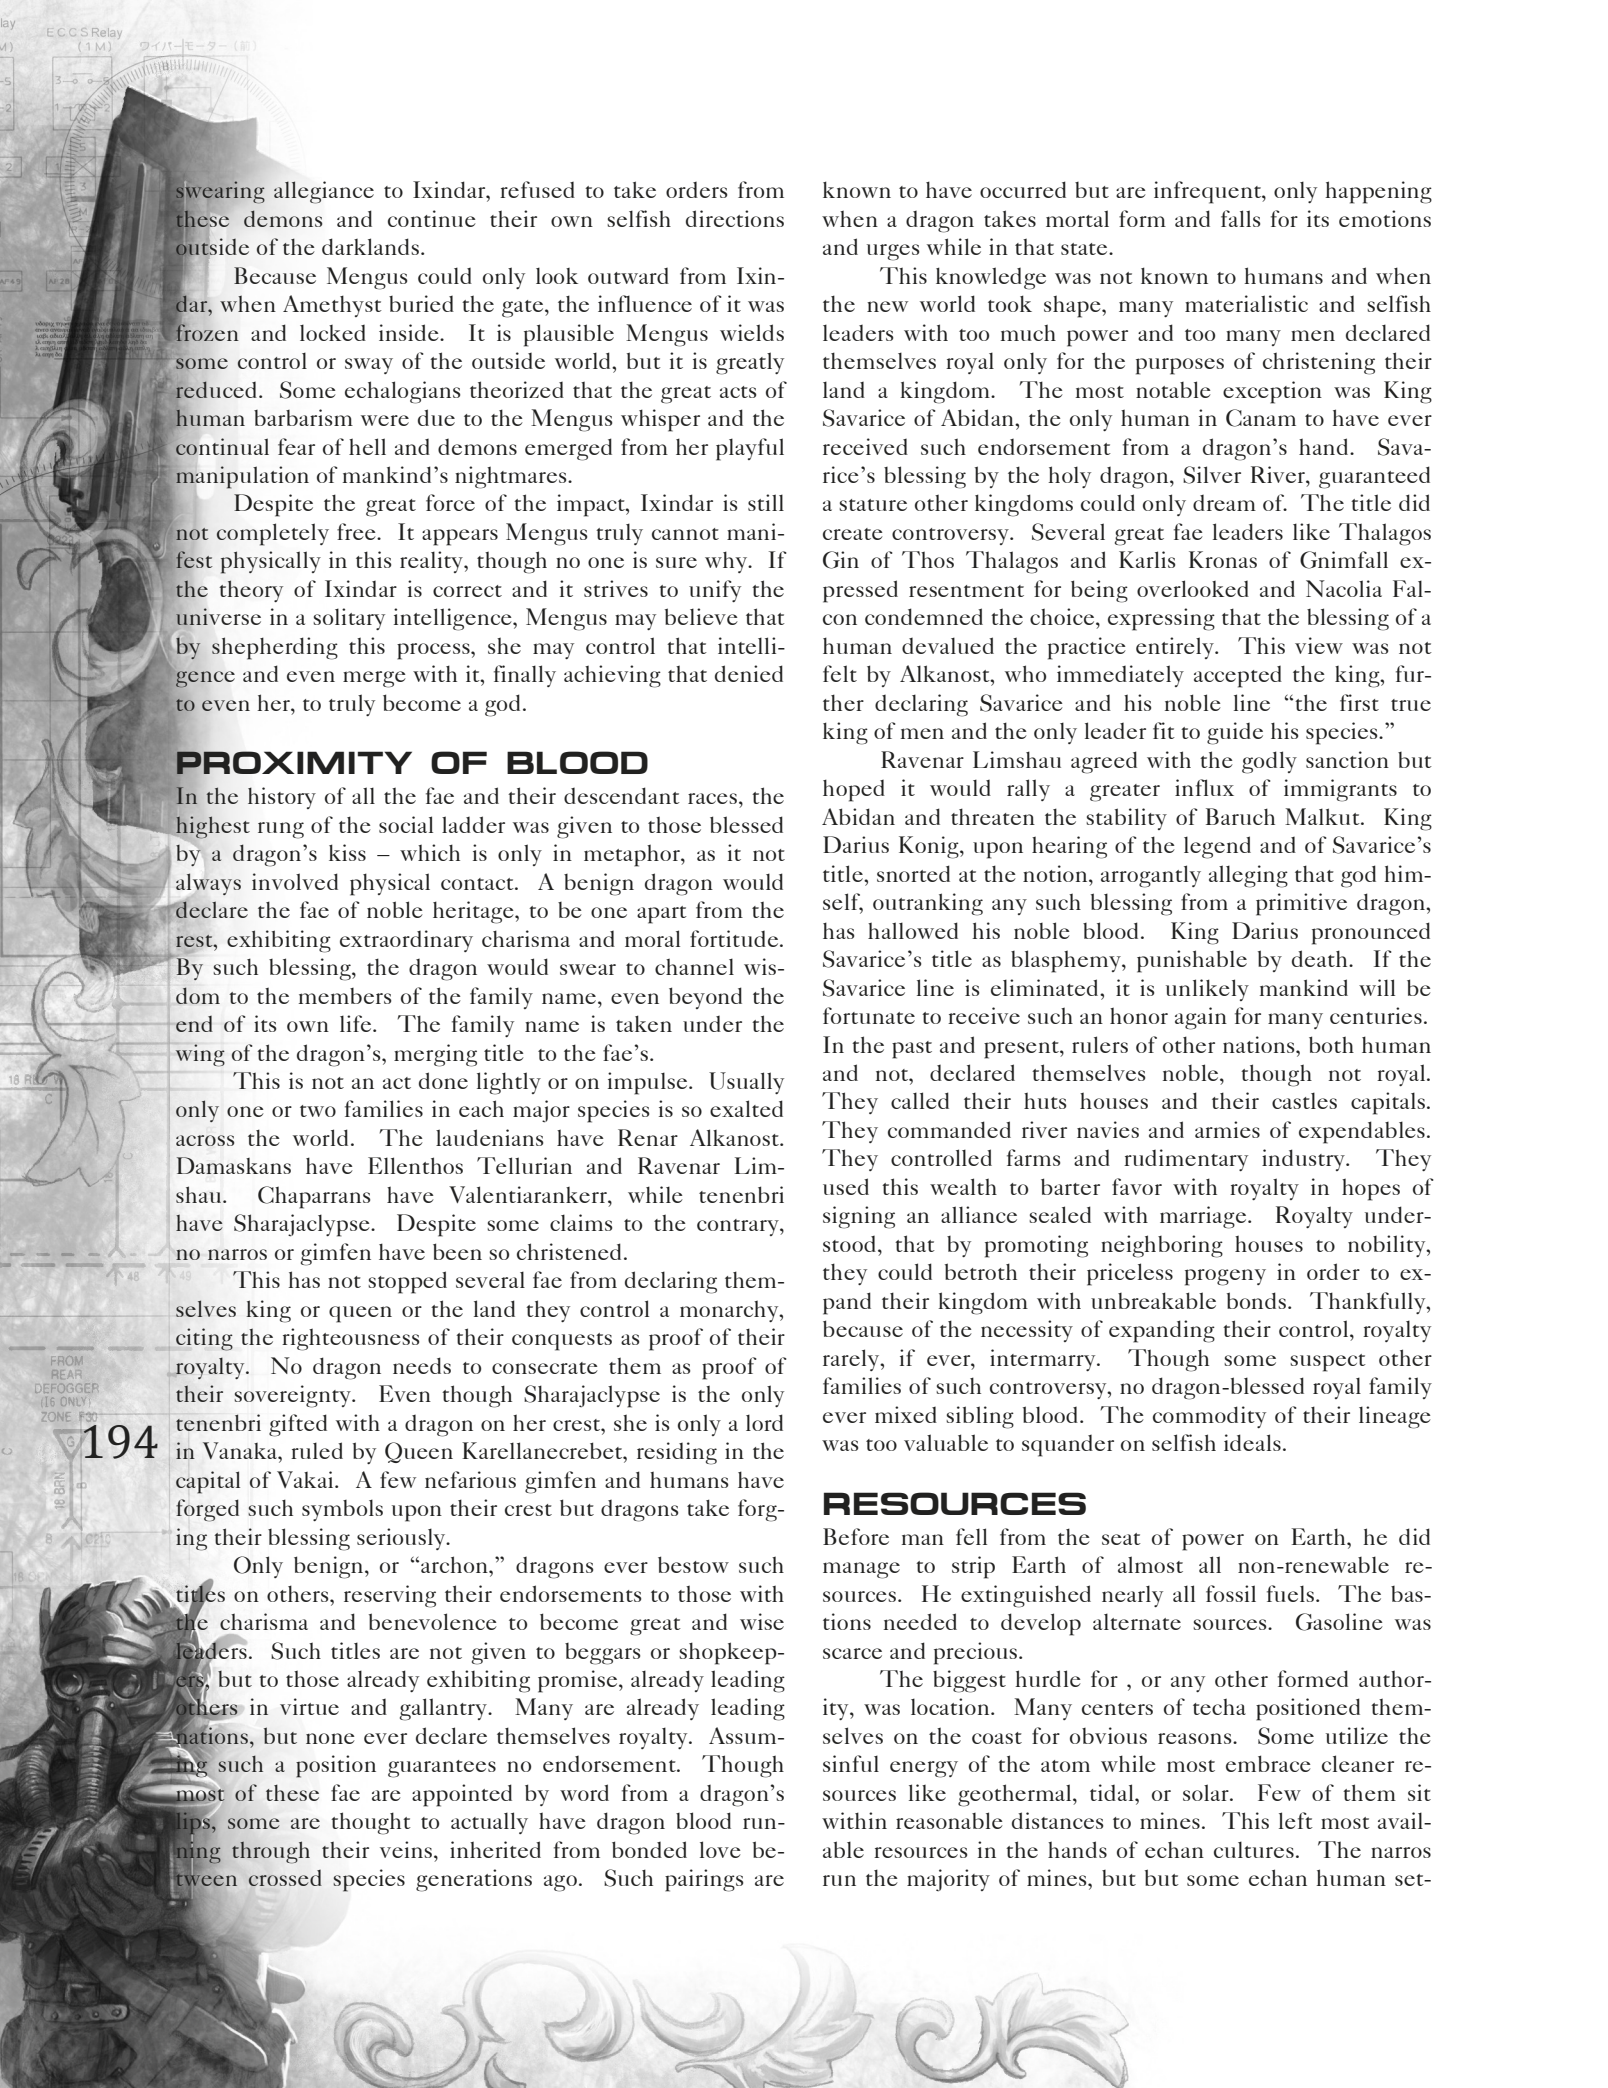 ECCS Relay
(1M)
ワイパーモーター（前）
swearing allegiance to Ixindar, refused to take orders from
these demons and continue their own selfish directions
outside of the darklands.
Because Mengus could only look outward from Ixin-
dar, when Amethyst buried the gate, the influence of it was
frozen and locked inside. It is plausible Mengus wields
some control or sway of the outside world, but it is greatly
reduced. Some echalogians theorized that the great acts of
human barbarism were due to the Mengus whisper and the
continual fear of hell and demons emerged from her playful
manipulation of mankind's nightmares.
Despite the great force of the impact, Ixindar is still
not completely free. It appears Mengus truly cannot mani-
fest physically in this reality, though no one is sure why. If
the theory of Ixindar is correct and it strives to unify the
universe in a solitary intelligence, Mengus may believe that
by shepherding this process, she may control that intelli-
gence and even merge with it, finally achieving that denied
to even her, to truly become a god.
PROXIMITY OF BLOOD
In the history of all the fae and their descendant races, the
highest rung of the social ladder was given to those blessed
by a dragon's kiss – which is only in metaphor, as it not
always involved physical contact. A benign dragon would
declare the fae of noble heritage, to be one apart from the
rest, exhibiting extraordinary charisma and moral fortitude.
By such blessing, the dragon would swear to channel wis-
dom to the members of the family name, even beyond the
end of its own life. The family name is taken under the
wing of the dragon's, merging title to the fae's.
This is not an act done lightly or on impulse. Usually
only one or two families in each major species is so exalted
across the world. The laudenians have Renar Alkanost.
Damaskans have Ellenthos Tellurian and Ravenar Lim-
shau. Chaparrans have Valentiarankerr, while tenenbri
have Sharajaclypse. Despite some claims to the contrary,
no narros or gimfen have been so christened.
This has not stopped several fae from declaring them-
selves king or queen or the land they control a monarchy,
citing the righteousness of their conquests as proof of their
royalty. No dragon needs to consecrate them as proof of
their sovereignty. Even though Sharajaclypse is the only
tenenbri gifted with a dragon on her crest, she is only a lord
in Vanaka, ruled by Queen Karellanecrebet, residing in the
capital of Vakai. A few nefarious gimfen and humans have
forged such symbols upon their crest but dragons take forg-
ing their blessing seriously.
Only benign, or “archon,” dragons ever bestow such
titles on others, reserving their endorsements to those with
the charisma and benevolence to become great and wise
leaders. Such titles are not given to beggars or shopkeep-
ers, but to those already exhibiting promise, already leading
others in virtue and gallantry. Many are already leading
nations, but none ever declare themselves royalty. Assum-
ing such a position guarantees no endorsement. Though
most of these fae are appointed by word from a dragon's
lips, some are thought to actually have dragon blood run-
ning through their veins, inherited from bonded love be-
tween crossed species generations ago. Such pairings are
known to have occurred but are infrequent, only happening
when a dragon takes mortal form and falls for its emotions
and urges while in that state.
This knowledge was not known to humans and when
the new world took shape, many materialistic and selfish
leaders with too much power and too many men declared
themselves royal only for the purposes of christening their
land a kingdom. The most notable exception was King
Savarice of Abidan, the only human in Canam to have ever
received such endorsement from a dragon's hand. Sava-
rice's blessing by the holy dragon, Silver River, guaranteed
a stature other kingdoms could only dream of. The title did
create controversy. Several great fae leaders like Thalagos
Gin of Thos Thalagos and Karlis Kronas of Gnimfall ex-
pressed resentment for being overlooked and Nacolia Fal-
con condemned the choice, expressing that the blessing of a
human devalued the practice entirely. This view was not
felt by Alkanost, who immediately accepted the king, fur-
ther declaring Savarice and his noble line “the first true
king of men and the only leader fit to guide his species.”
Ravenar Limshau agreed with the godly sanction but
hoped it would rally a greater influx of immigrants to
Abidan and threaten the stability of Baruch Malkut. King
Darius Konig, upon hearing of the legend and of Savarice's
title, snorted at the notion, arrogantly alleging that god him-
self, outranking any such blessing from a primitive dragon,
has hallowed his noble blood. King Darius pronounced
Savarice's title as blasphemy, punishable by death. If the
Savarice line is eliminated, it is unlikely mankind will be
fortunate to receive such an honor again for many centuries.
In the past and present, rulers of other nations, both human
and not, declared themselves noble, though not royal.
They called their huts houses and their castles capitals.
They commanded river navies and armies of expendables.
They controlled farms and rudimentary industry. They
used this wealth to barter favor with royalty in hopes of
signing an alliance sealed with marriage. Royalty under-
stood, that by promoting neighboring houses to nobility,
they could betroth their priceless progeny in order to ex-
pand their kingdom with unbreakable bonds. Thankfully,
because of the necessity of expanding their control, royalty
rarely, if ever, intermarry. Though some suspect other
families of such controversy, no dragon-blessed royal family
ever mixed sibling blood. The commodity of their lineage
was too valuable to squander on selfish ideals.
RESOURCES
Before man fell from the seat of power on Earth, he did
manage to strip Earth of almost all non-renewable re-
sources. He extinguished nearly all fossil fuels. The bas-
tions needed to develop alternate sources. Gasoline was
scarce and precious.
The biggest hurdle for , or any other formed author-
ity, was location. Many centers of techa positioned them-
selves on the coast for obvious reasons. Some utilize the
sinful energy of the atom while most embrace cleaner re-
sources like geothermal, tidal, or solar. Few of them sit
within reasonable distances to mines. This left most avail-
able resources in the hands of echan cultures. The narros
run the majority of mines, but but some echan human set-
FROM
REAR
DEFOGGER
(16 ONLY)
ZONE F30
194
18 BRN